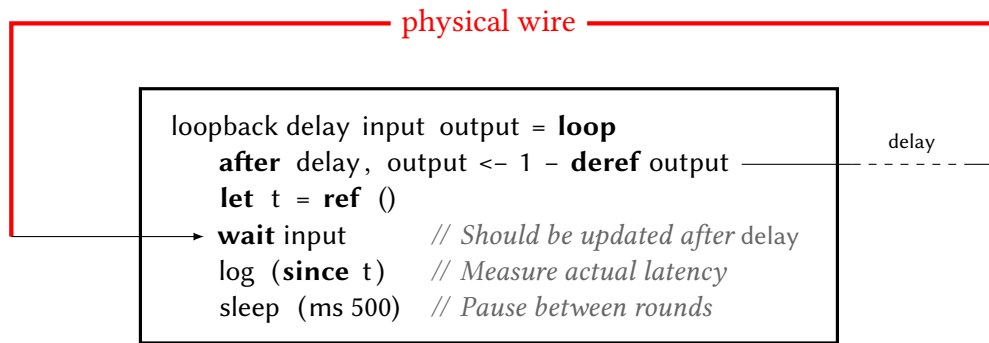 physical wire
loopback delay input output = loop
after delay, output <- 1 – deref output
delay
let t = ref ()
wait input // Should be updated after delay
log (since t) // Measure actual latency
sleep (ms 500) // Pause between rounds